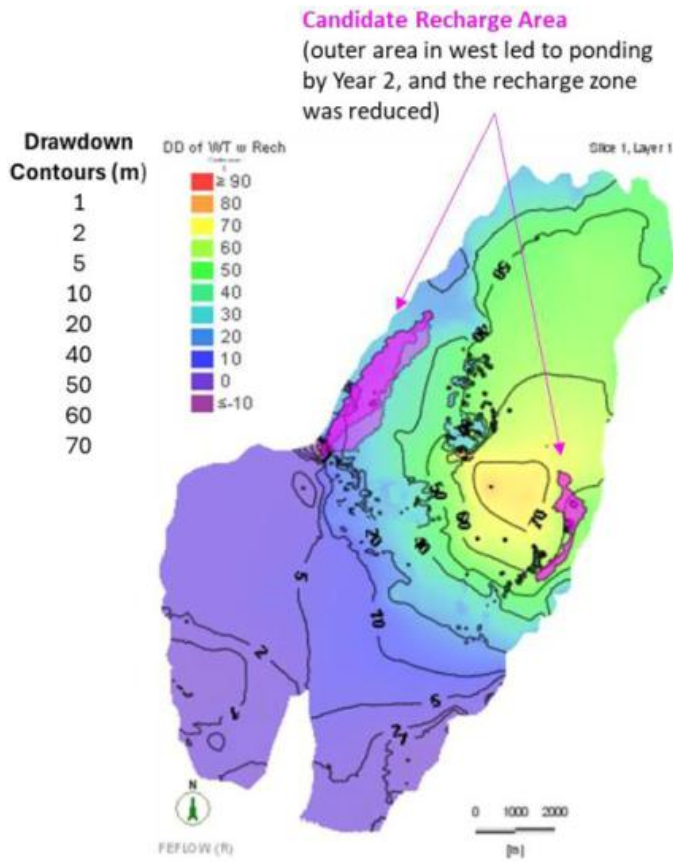 Candidate Recharge Area
(outer area in west led to ponding
by Year 2, and the recharge zone
was reduced)
Drawdown
Contours (m)
1
2
5
10
20
40
50
60
70
DD of WT w Rech
Slice 1, Layer 1
≥ 90
80
70
60
50
40
30
20
10
0
≤-10
50
50
60
70
20
10
5
2
1
5
2
N
0 1000 2000
[m]
FEFLOW (R)